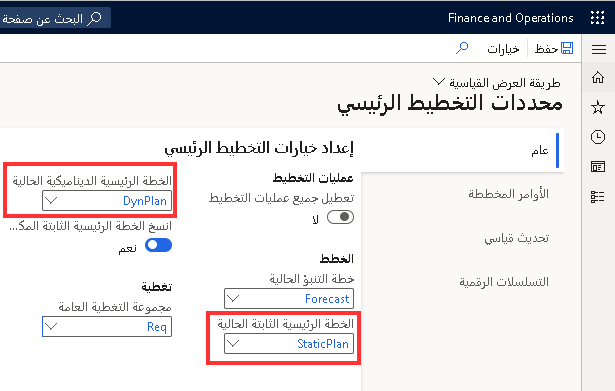 Finance and Operations
البحث عن صفحة
حفظ
خيارات
طريقة العرض القياسية
محددات التخطيط الرئيسي
عام
الأوامر المخططة
تحديث قياسي
التسلسلات الرقمية
إعداد خيارات التخطيط الرئيسي
عمليات التخطيط
تعطيل جميع عمليات التخطيط
لا
الخطط
خطة التنبؤ الحالية
Forecast
الخطة الرئيسية الثابتة الحالية
StaticPlan
الخطة الرئيسية الديناميكية الحالية
DynPlan
انسخ الخطة الرئيسية الثابتة المكـ...
نعم
تغطية
مجموعة التغطية العامة
Req